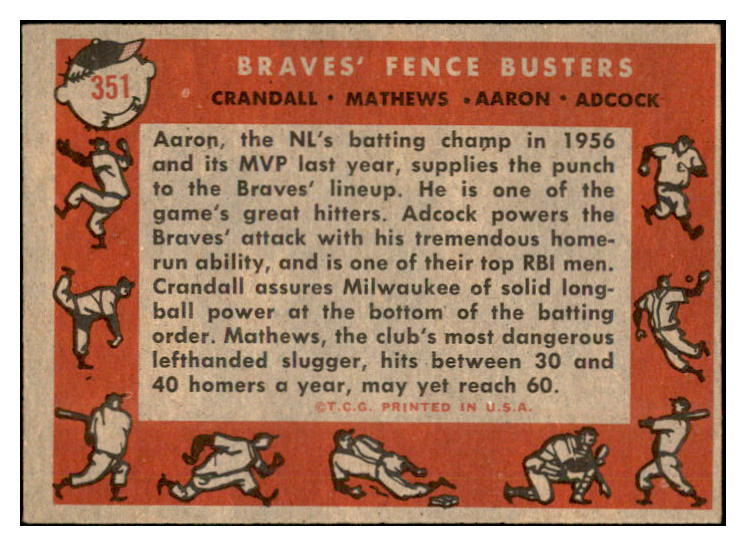 351
BRAVES' FENCE BUSTERS
CRANDALL • MATHEWS • AARON • ADCOCK
Aaron, the NL's batting champ in 1956
and its MVP last year, supplies the punch
to the Braves' lineup. He is one of the
game's great hitters. Adcock powers the
Braves' attack with his tremendous home-
run ability, and is one of their top RBI men.
Crandall assures Milwaukee of solid long-
ball power at the bottom of the batting
order. Mathews, the club's most dangerous
lefthanded slugger, hits between 30 and
40 homers a year, may yet reach 60.
©T.C.G. PRINTED IN U.S.A.